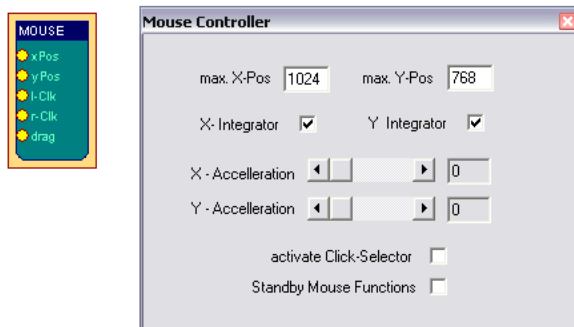 MOUSE
xPos
yPos
l-Clk
r-Clk
drag
Mouse Controller
max. X-Pos 1024 max. Y-Pos 768
X- Integrator Y Integrator
X - Accelleration 0
Y - Accelleration 0
activate Click-Selector
Standby Mouse Functions